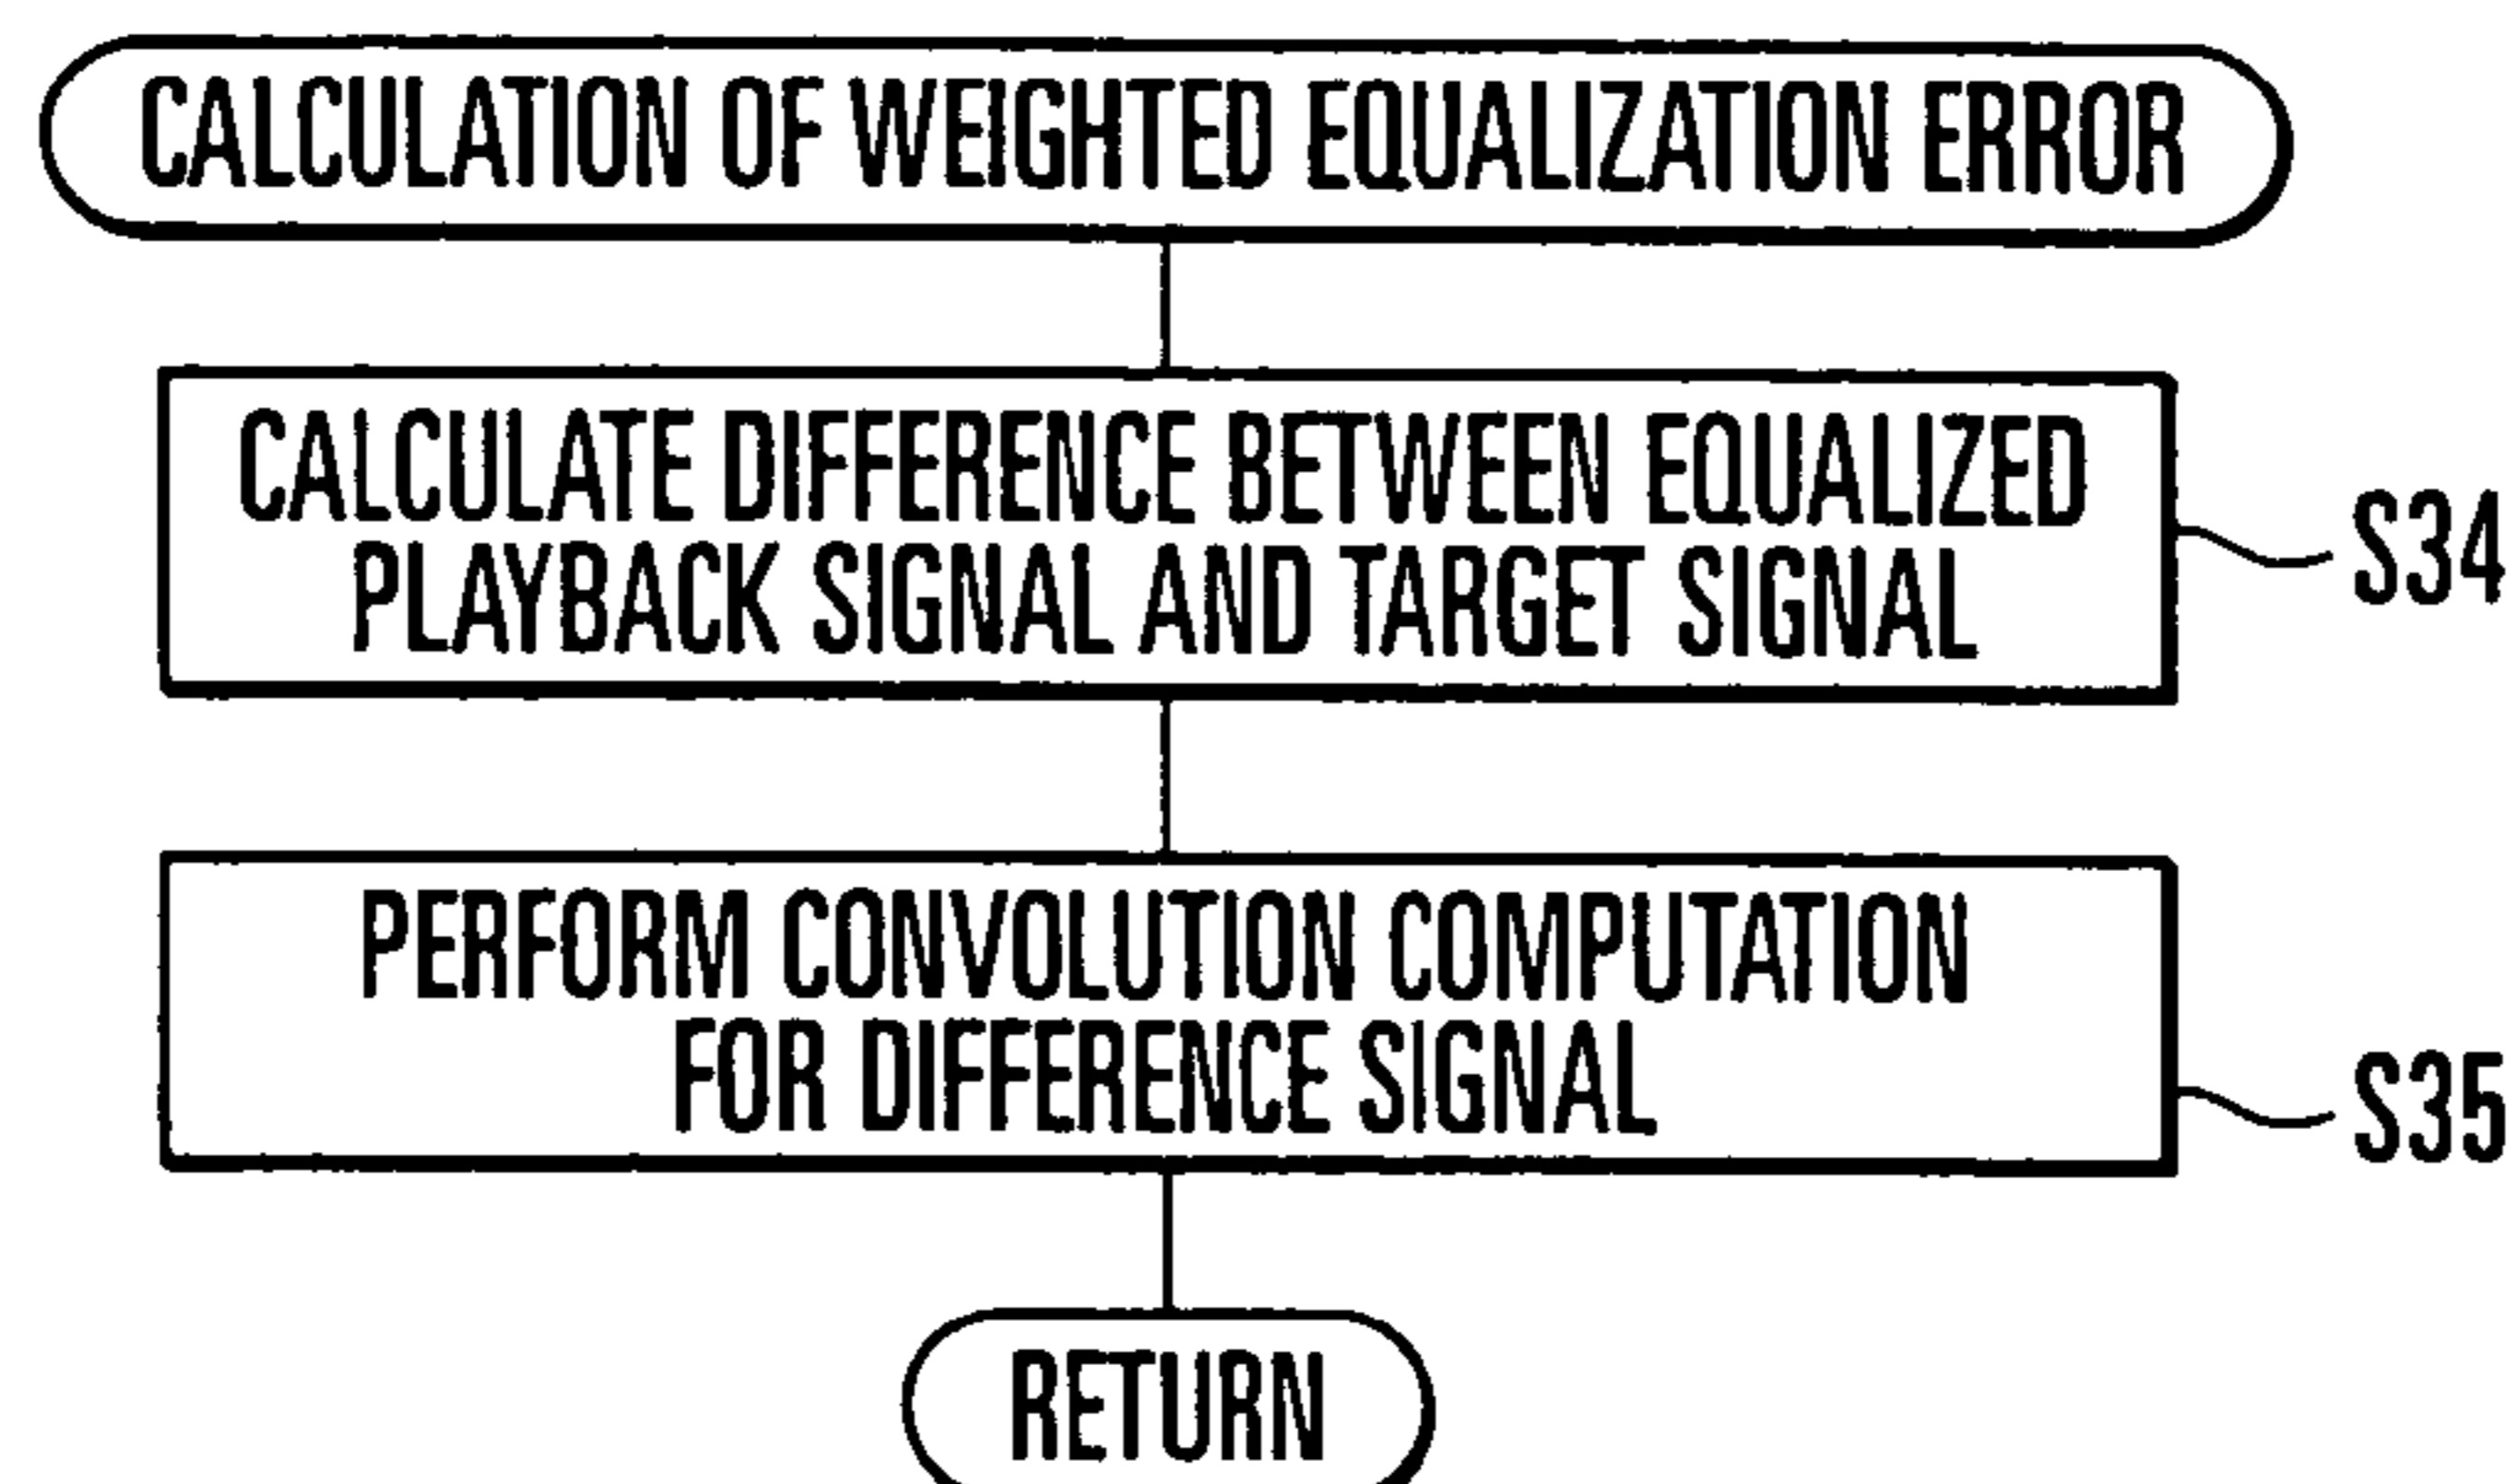 CALCULATION OF WEIGHTED EQUALIZATION ERROR
CALCULATE DIFFERENCE BETWEEN EQUALIZED
PLAYBACK SIGNAL AND TARGET SIGNAL
S34
PERFORM CONVOLUTION COMPUTATION
FOR DIFFERENCE SIGNAL
S35
RETURN